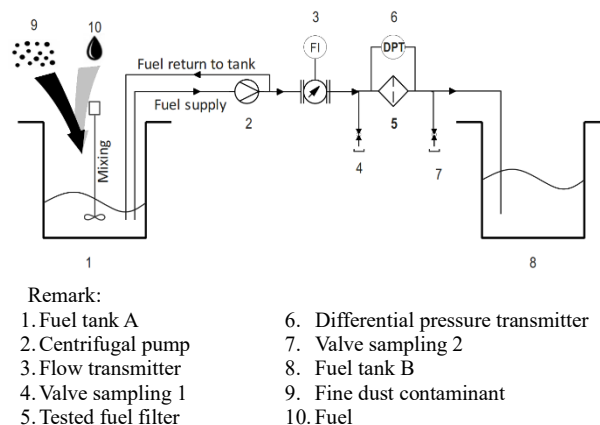 9
10
3
6
FI
DPT
Fuel return to tank
Fuel supply
2
5
Mixing
4
7
1
8
Remark:
1. Fuel tank A
2. Centrifugal pump
3. Flow transmitter
4. Valve sampling 1
5. Tested fuel filter
6. Differential pressure transmitter
7. Valve sampling 2
8. Fuel tank B
9. Fine dust contaminant
10. Fuel